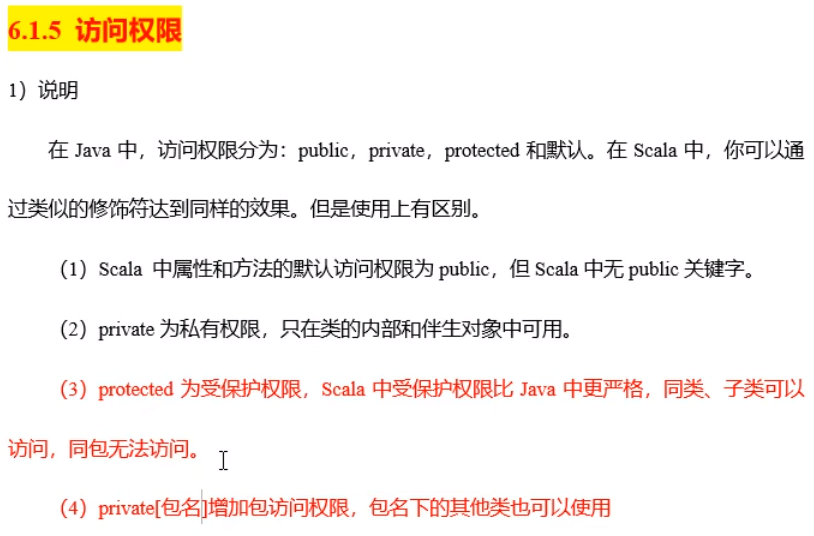 6.1.5 访问权限
1）说明
在 Java 中，访问权限分为：public，private，protected 和默认。在 Scala 中，你可以通
过类似的修饰符达到同样的效果。但是使用上有区别。
（1）Scala 中属性和方法的默认访问权限为 public，但 Scala 中无 public 关键字。
（2）private 为私有权限，只在类的内部和伴生对象中可用。
（3）protected 为受保护权限，Scala 中受保护权限比 Java 中更严格，同类、子类可以
访问，同包无法访问。
（4）private[包名]增加包访问权限，包名下的其他类也可以使用